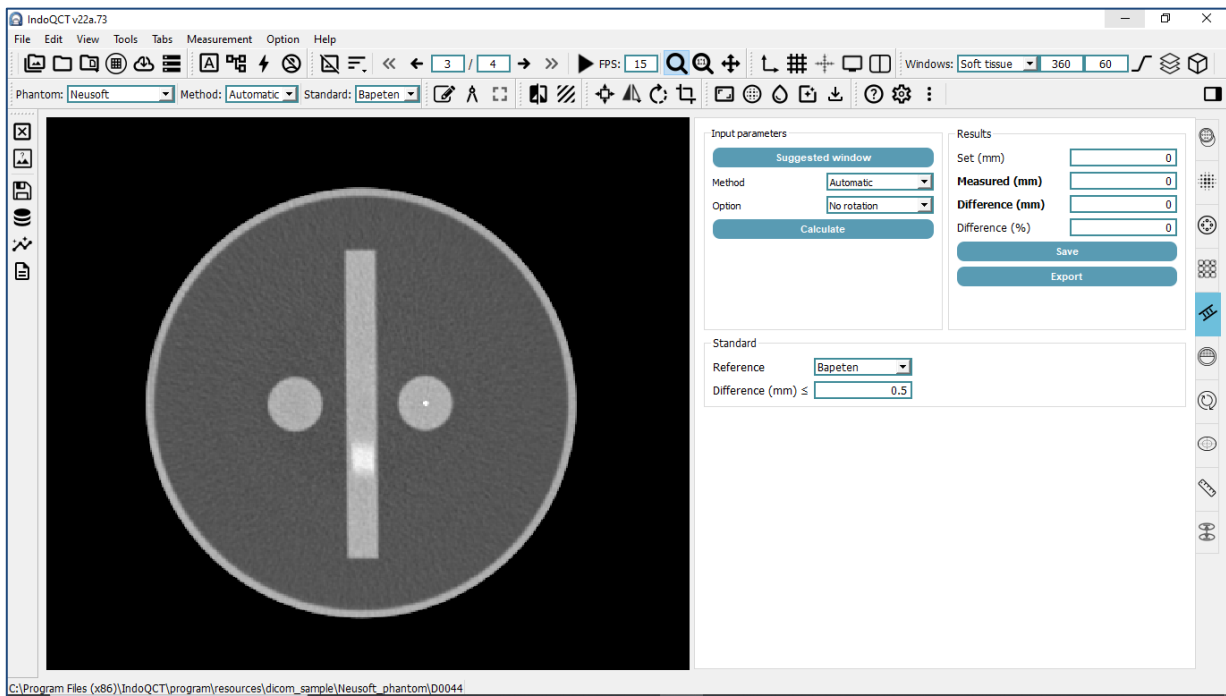 IndoQCT v22a.73
File Edit View Tools Tabs Measurement Option Help
3 / 4 FPS: 15 Windows: Soft tissue 360 60
Phantom: Neusoft Method: Automatic Standard: Bapeten
Input parameters
Suggested window
Method Automatic
Option No rotation
Calculate
Results
Set (mm) 0
Measured (mm) 0
Difference (mm) 0
Difference (%) 0
Save
Export
Standard
Reference Bapeten
Difference (mm) ≤ 0.5
C:\Program Files (x86)\IndoQCT\program\resources\dicom_sample\Neusoft_phantom\D0044